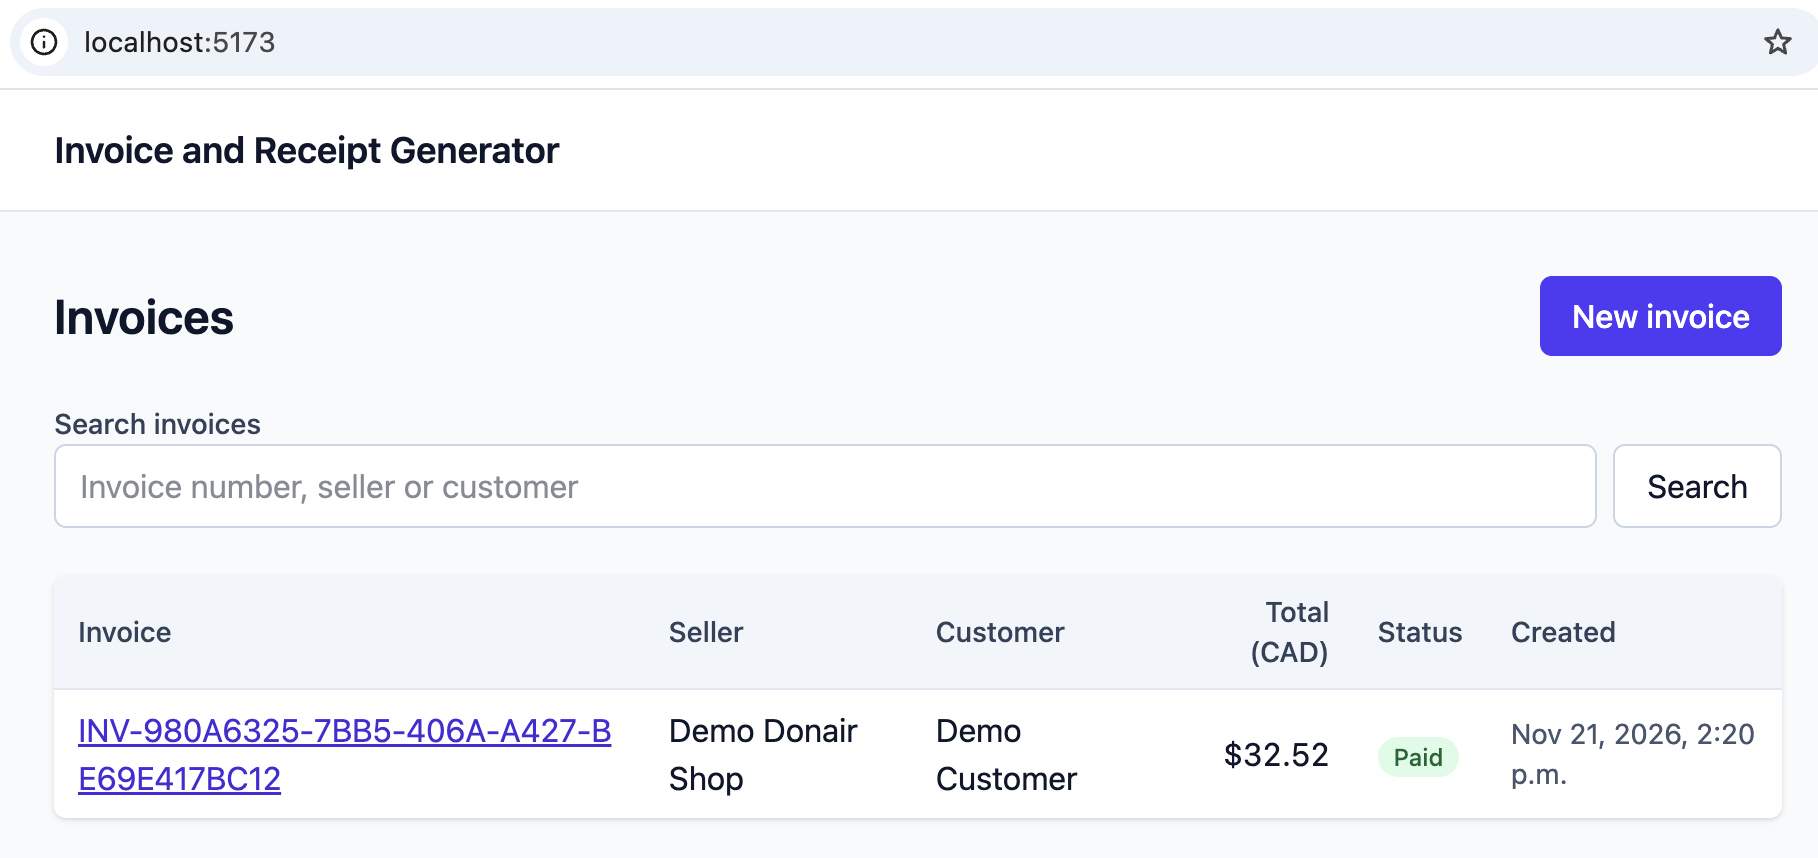 localhost:5173
Invoice and Receipt Generator
Invoices
New invoice
Search invoices
Invoice number, seller or customer
Search
Invoice
Seller
Customer
Total
(CAD)
Status
Created
INV-980A6325-7BB5-406A-A427-B
E69E417BC12
Demo Donair
Shop
Demo
Customer
$32.52
Paid
Nov 21, 2026, 2:20
p.m.